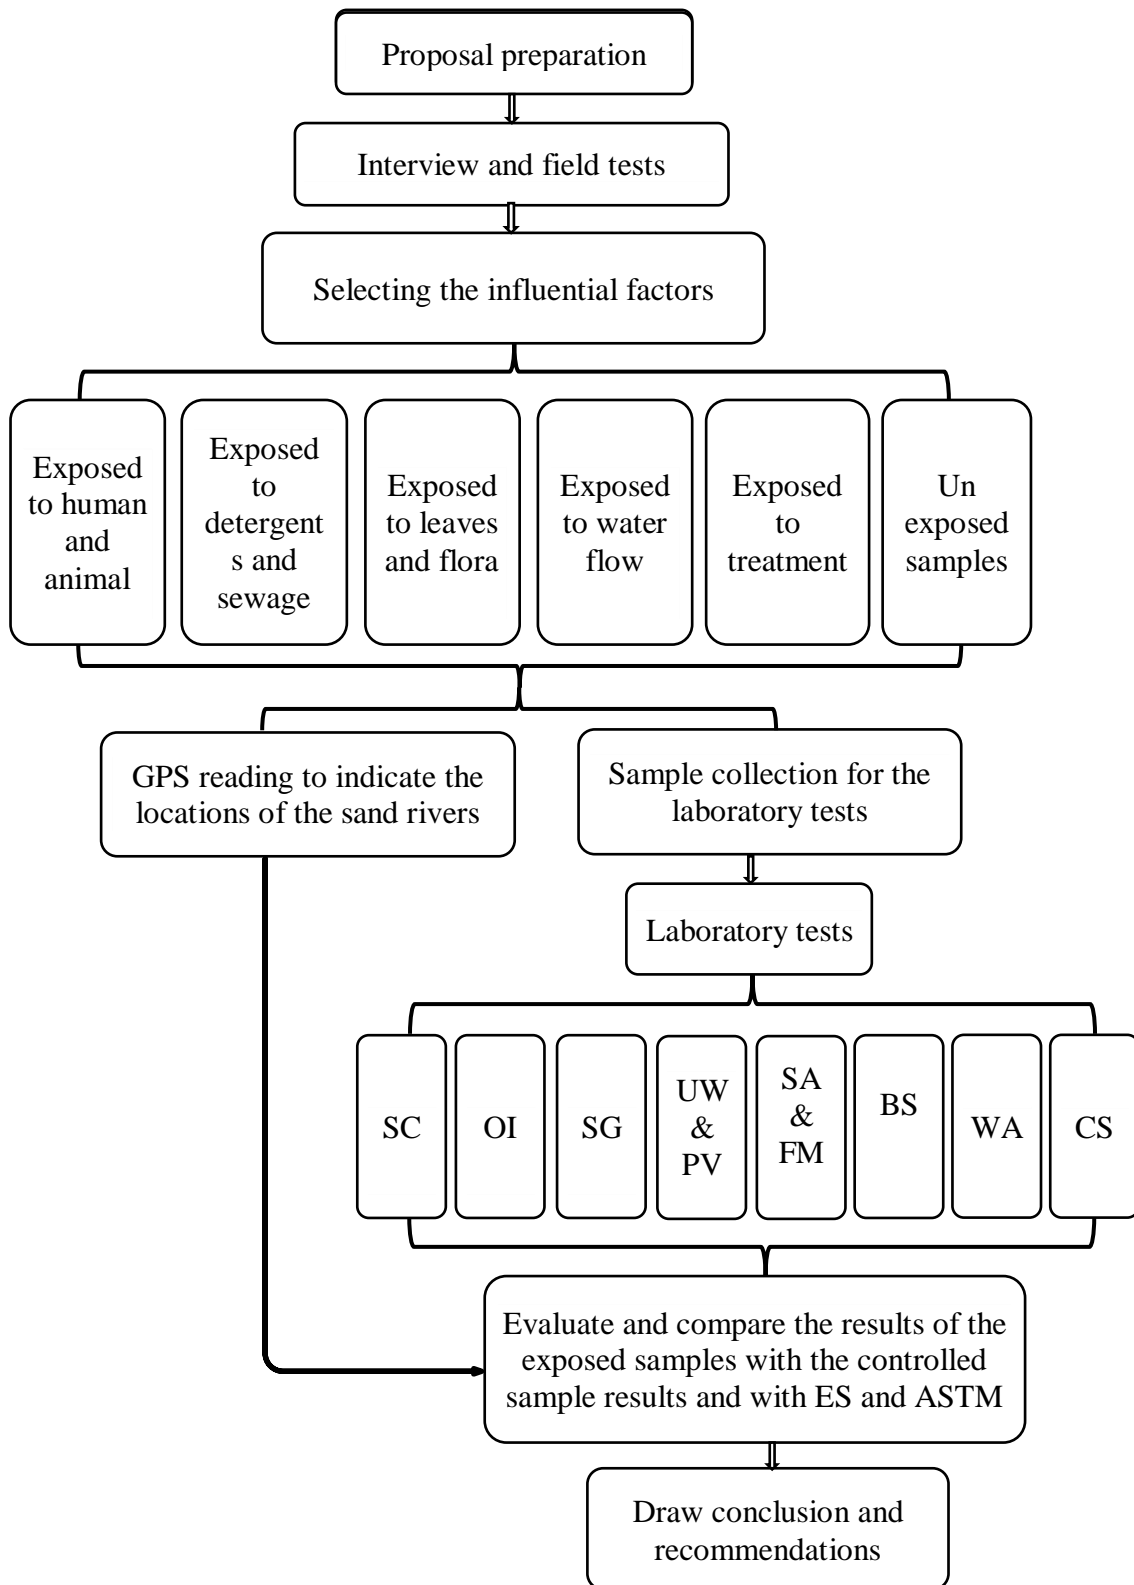 Proposal preparation
Interview and field tests
Selecting the influential factors
Exposed
to human
and
animal
Exposed
to
detergent
s and
sewage
Exposed
to leaves
and flora
Exposed
to water
flow
Exposed
to
treatment
Un
exposed
samples
GPS reading to indicate the
locations of the sand rivers
Sample collection for the
laboratory tests
Laboratory tests
SC
OI
SG
UW
&
PV
SA
&
FM
BS
WA
CS
Evaluate and compare the results of the
exposed samples with the controlled
sample results and with ES and ASTM
Draw conclusion and
recommendations